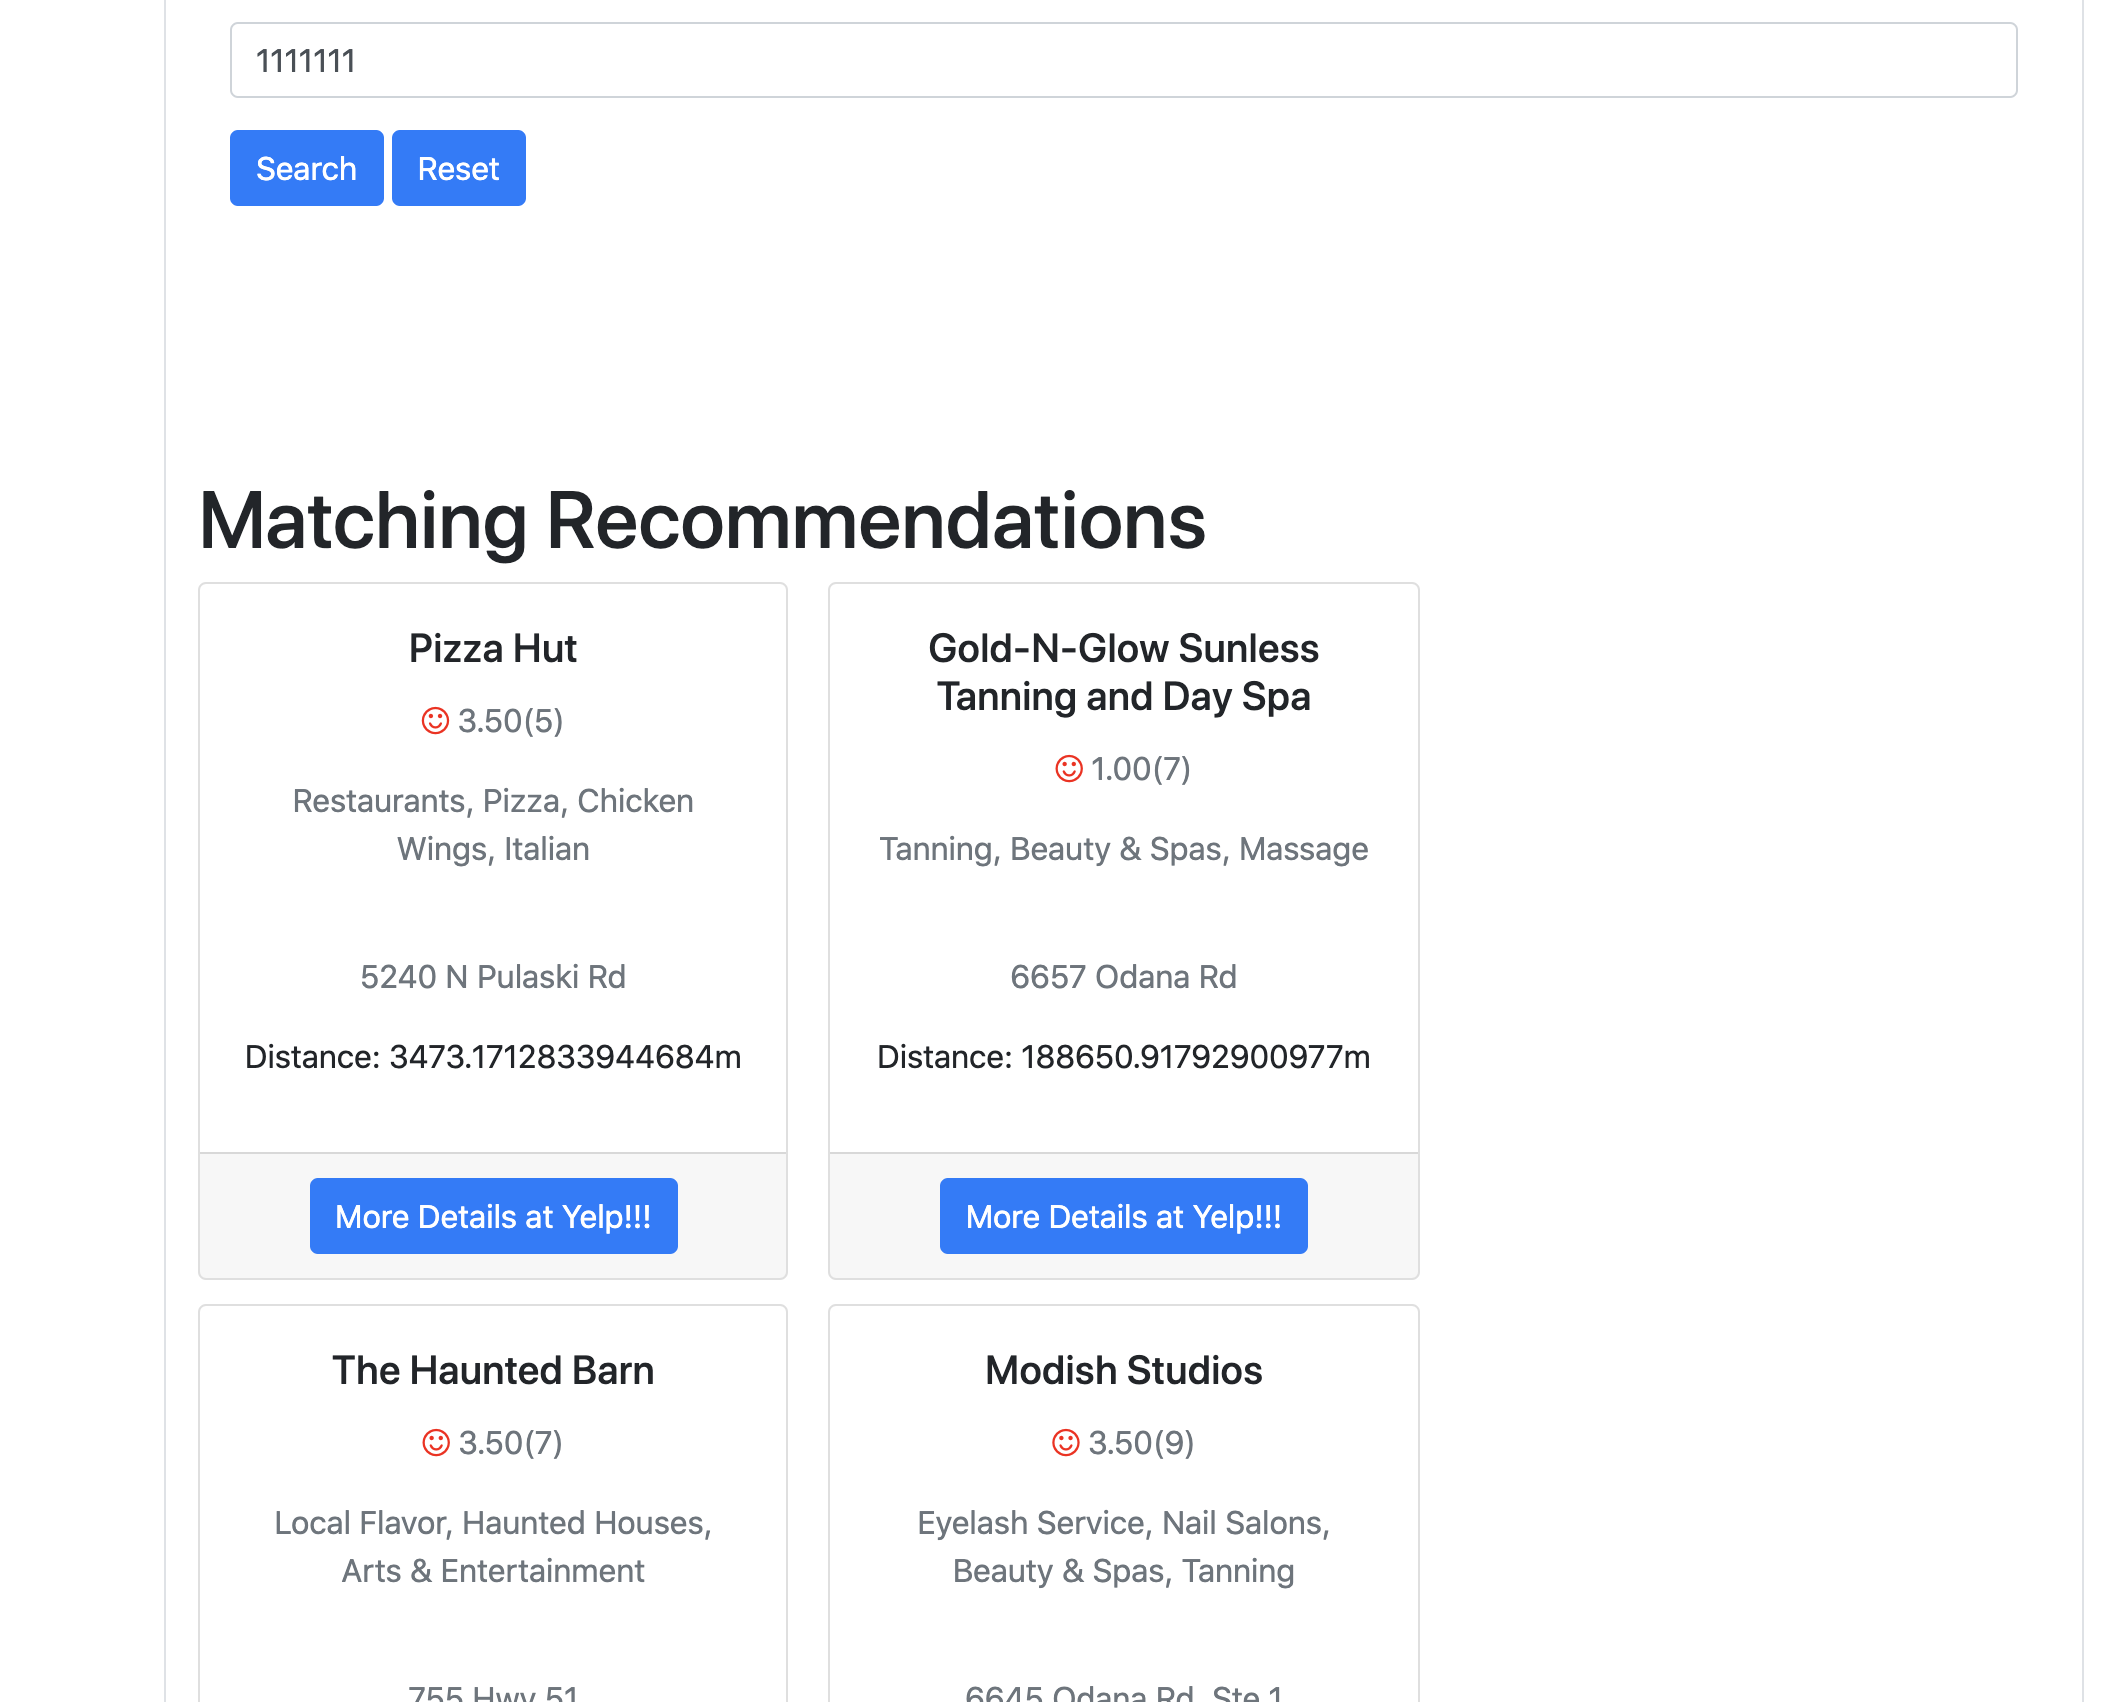 1111111
Search Reset
Matching Recommendations
Pizza Hut
3.50(5)
Restaurants, Pizza, Chicken
Wings, Italian
5240 N Pulaski Rd
Distance: 3473.1712833944684m
More Details at Yelp!!!
Gold-N-Glow Sunless
Tanning and Day Spa
1.00(7)
Tanning, Beauty & Spas, Massage
6657 Odana Rd
Distance: 188650.91792900977m
More Details at Yelp!!!
The Haunted Barn
3.50(7)
Local Flavor, Haunted Houses,
Arts & Entertainment
755 Hwy 51
Modish Studios
3.50(9)
Eyelash Service, Nail Salons,
Beauty & Spas, Tanning
6645 Odana Rd, Ste 1